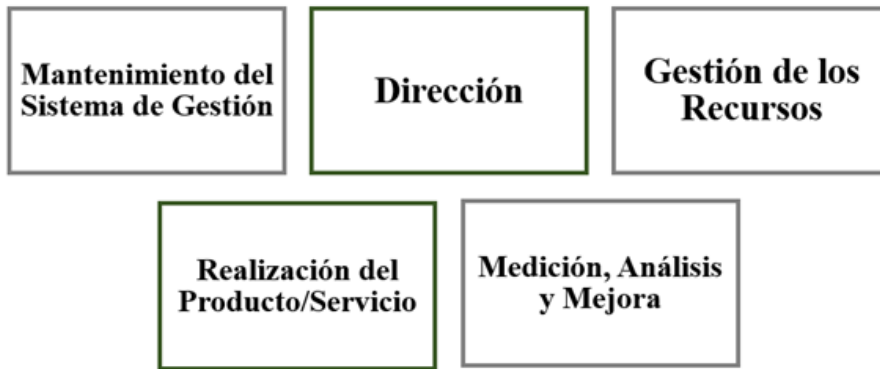 Mantenimiento del
Sistema de Gestión
Dirección
Gestión de los
Recursos
Realización del
Producto/Servicio
Medición, Análisis
y Mejora